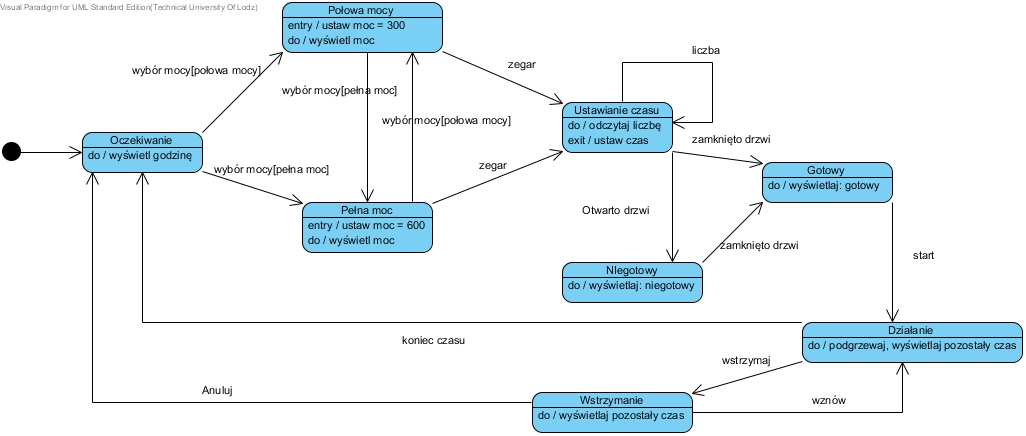 Visual Paradigm for UML Standard Edition(Technical University Of Lodz)
Połowa mocy
entry / ustaw moc = 300
do / wyświetl moc
liczba
zegar
wybór mocy[połowa mocy]
wybór mocy[pełna moc]
Ustawianie czasu
do / odczytaj liczbę
exit / ustaw czas
wybór mocy[połowa mocy]
Oczekiwanie
do / wyświetl godzinę
zamknięto drzwi
zegar
wybór mocy[pełna moc]
Gotowy
do / wyświetlaj: gotowy
Pełna moc
entry / ustaw moc = 600
do / wyświetl moc
Otwarto drzwi
zamknięto drzwi
start
NIegotowy
do / wyświetlaj: niegotowy
Działanie
do / podgrzewaj, wyświetlaj pozostały czas
koniec czasu
wstrzymaj
Anuluj
Wstrzymanie
do / wyświetlaj pozostały czas
wznów